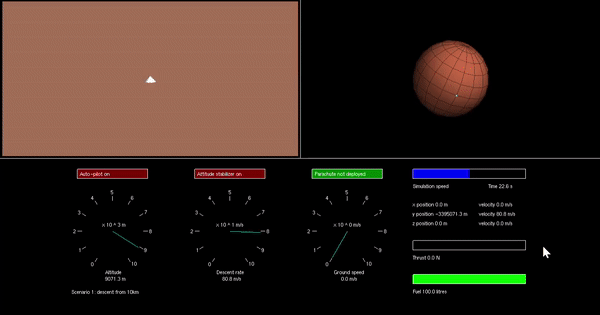 Auto-pilot on
Attitude stabilizer on
Parachute not deployed
0 1 2 3 4 5 6 7 8 9 10
x 10 ^ 3 m
Altitude
9071.3 m
0 1 2 3 4 5 6 7 8 9 10
x 10 ^ 1 m/s
Descent rate
80.8 m/s
0 1 2 3 4 5 6 7 8 9 10
x 10 ^ 0 m/s
Ground speed
0.0 m/s
Scenario 1: descent from 10km
Simulation speed Time 22.6 s
x position 0.0 m velocity 0.0 m/s
y position -3395071.3 m velocity 80.8 m/s
z position 0.0 m velocity 0.0 m/s
Thrust 0.0 N
Fuel 100.0 litres